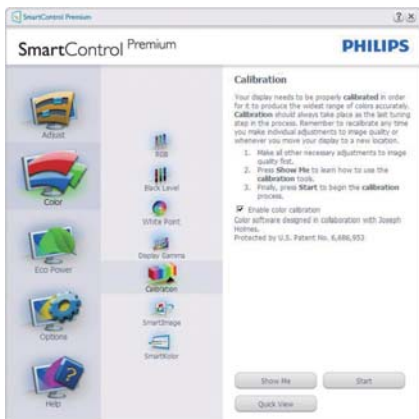 SmartControl Premium
SmartControl Premium
PHILIPS
Adjust
Color
Eco Power
Options
Help
RGB
Black Level
White Point
Display Gamma
Calibration
SmartImage
SmartKolor
Calibration
Your display needs to be properly calibrated in order
for it to produce the widest range of colors accurately.
Calibration should always take place as the last tuning
step in the process. Remember to recalibrate any time
you make individual adjustments to image quality or
whenever you move your display to a new location.
1. Make all other necessary adjustments to image
quality first.
2. Press Show Me to learn how to use the
calibration tools.
3. Finally, press Start to begin the calibration
process.
Enable color calibration
Color software designed in collaboration with Joseph
Holmes.
Protected by U.S. Patent No. 6,686,953
Show Me
Start
Quick View